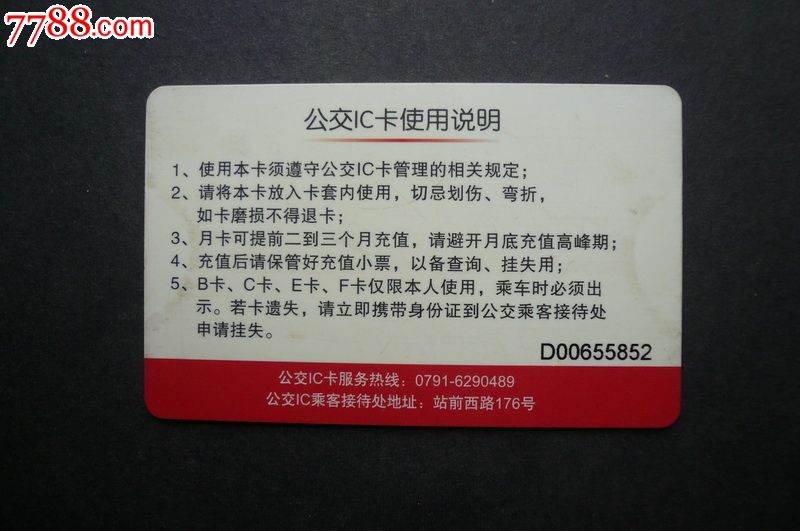 7788.com
公交IC卡使用说明
1、使用本卡须遵守公交IC卡管理的相关规定；
2、请将本卡放入卡套内使用，切忌划伤、弯折，
如卡磨损不得退卡；
3、月卡可提前二到三个月充值，请避开月底充值高峰期；
4、充值后请保管好充值小票，以备查询、挂失用；
5、B卡、C卡、E卡、F卡仅限本人使用，乘车时必须出
示。若卡遗失，请立即携带身份证到公交乘客接待处
申请挂失。
D00655852
公交IC卡服务热线：0791-6290489
公交IC乘客接待处地址：站前西路176号